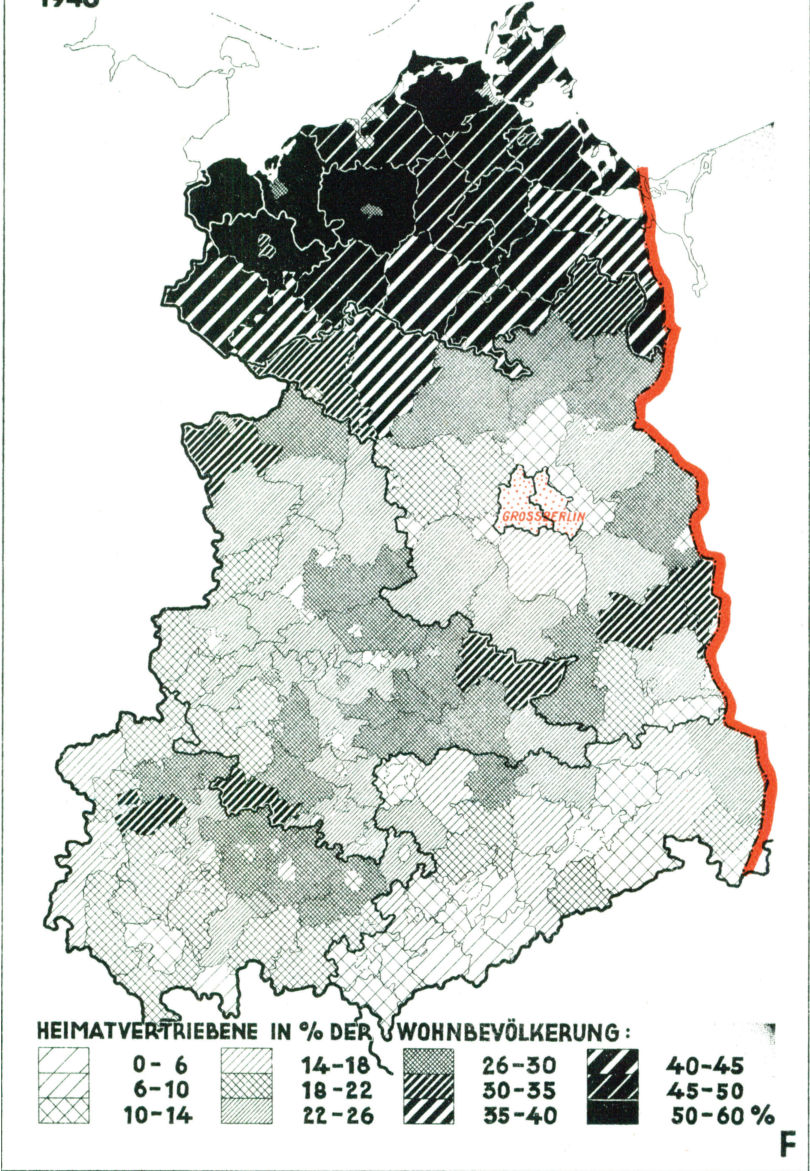 1946
GROSSBERLIN
HEIMATVERTRIEBENE IN % DER WOHNBEVÖLKERUNG:
0-6 14-18 26-30 40-45
6-10 18-22 30-35 45-50
10-14 22-26 35-40 50-60 %
F